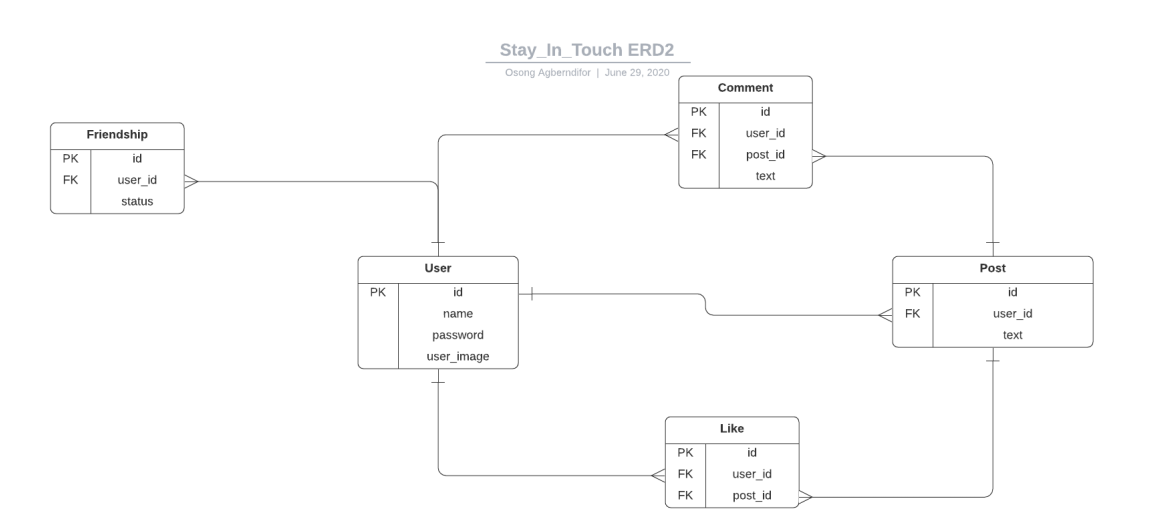 Stay_In_Touch ERD2
Osong Agberndifor | June 29, 2020
Comment
PK id
FK user_id
FK post_id
text
Friendship
PK id
FK user_id
status
User
PK id
name
password
user_image
Post
PK id
FK user_id
text
Like
PK id
FK user_id
FK post_id